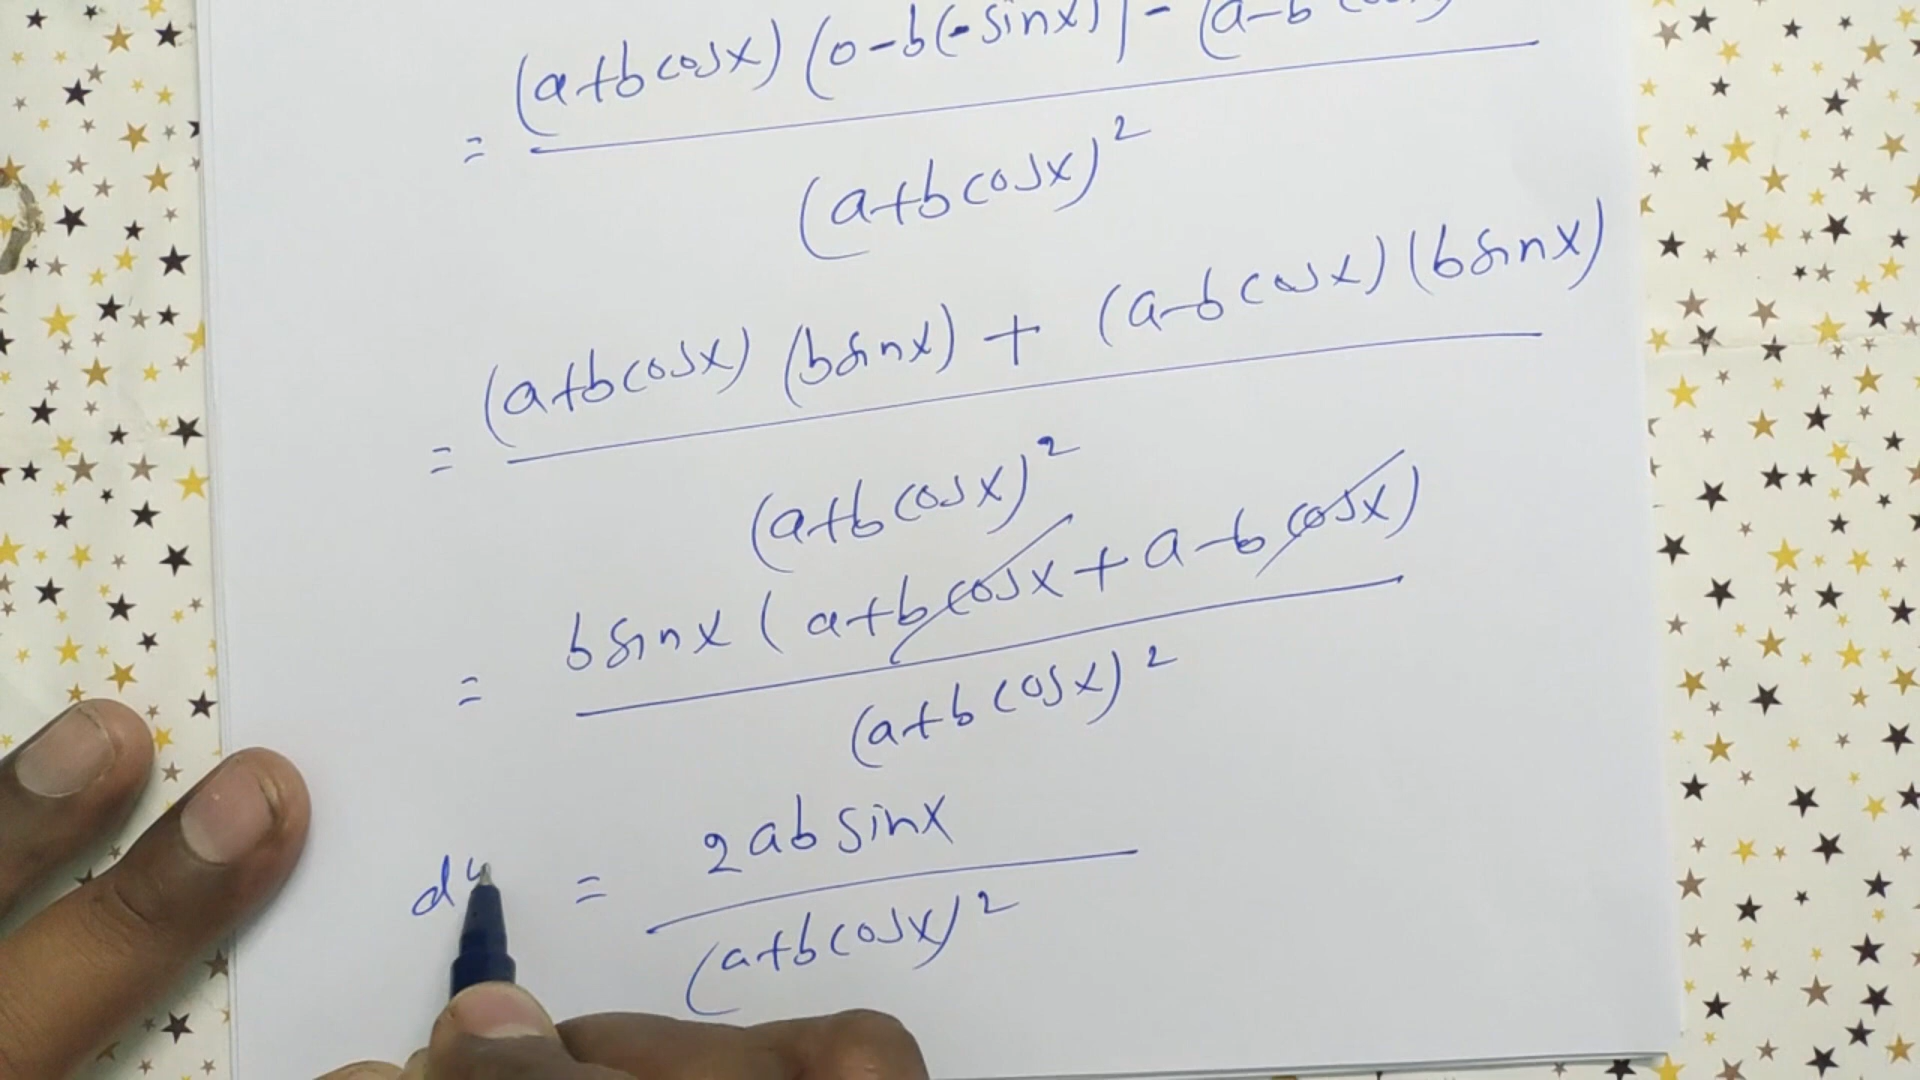 = (a+b cosx) (0-b(-sinx)) - (a-b
(a+b cosx)²
= (a+b cosx) (b sinx) + (a-b cosx) (b sinx)
(a+b cosx)²
= b sinx (a+b cosx + a-b cosx)
(a+b cosx)²
dy = 2ab sinx
(a+b cosx)²